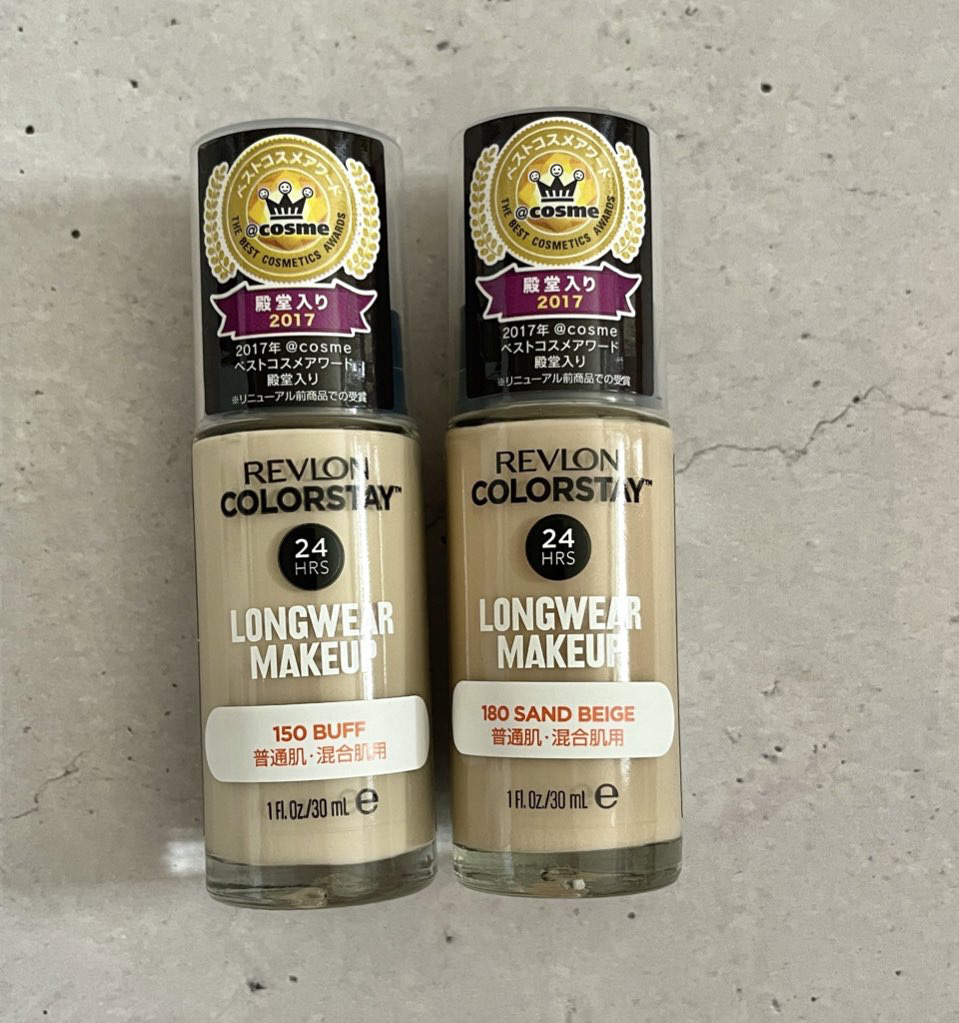 ベストコスメアワード
@cosme
THE BEST COSMETICS AWARDS
殿堂入り
2017
2017年 @cosme
ベストコスメアワード
殿堂入り
※リニューアル前商品での受賞
REVLON
COLORSTAY™
24
HRS
LONGWEAR
MAKEUP
150 BUFF
普通肌・混合肌用
1 Fl. Oz./30 mL ℮
ベストコスメアワード
@cosme
THE BEST COSMETICS AWARDS
殿堂入り
2017
2017年 @cosme
ベストコスメアワード
殿堂入り
※リニューアル前商品での受賞
REVLON
COLORSTAY™
24
HRS
LONGWEAR
MAKEUP
180 SAND BEIGE
普通肌・混合肌用
1 Fl. Oz./30 mL ℮